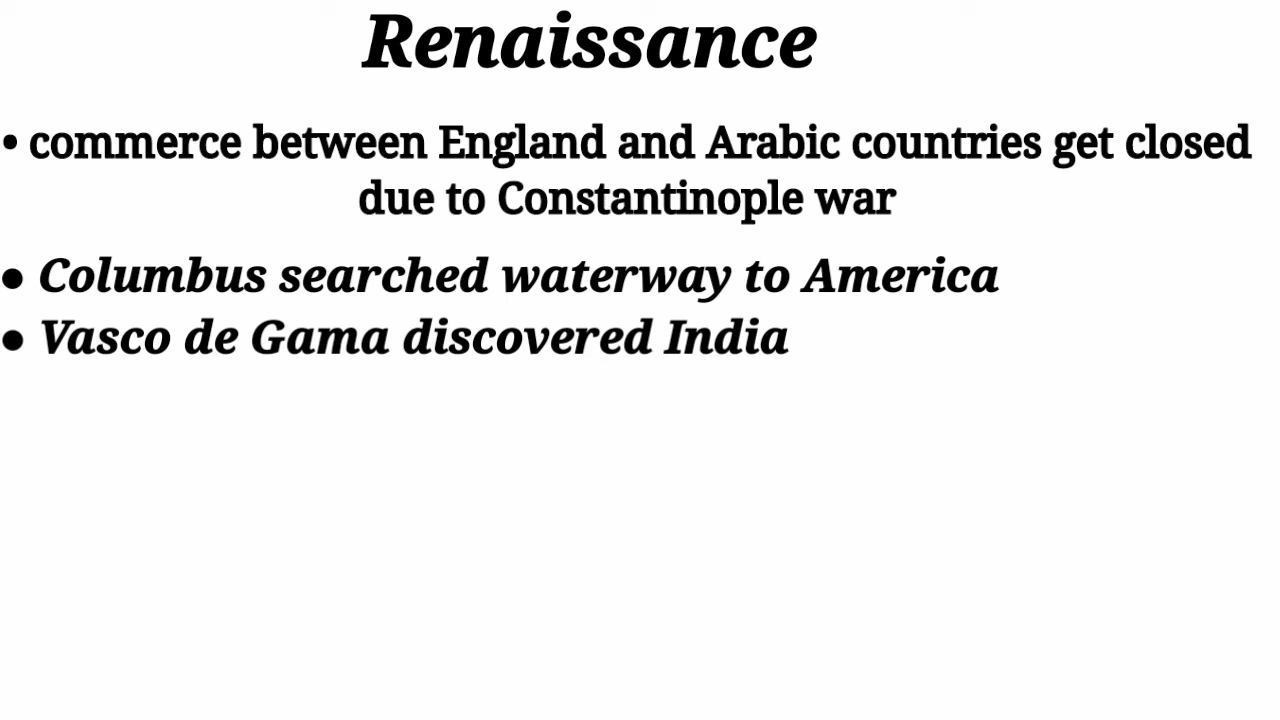 Renaissance
• commerce between England and Arabic countries get closed
due to Constantinople war
● Columbus searched waterway to America
● Vasco de Gama discovered India